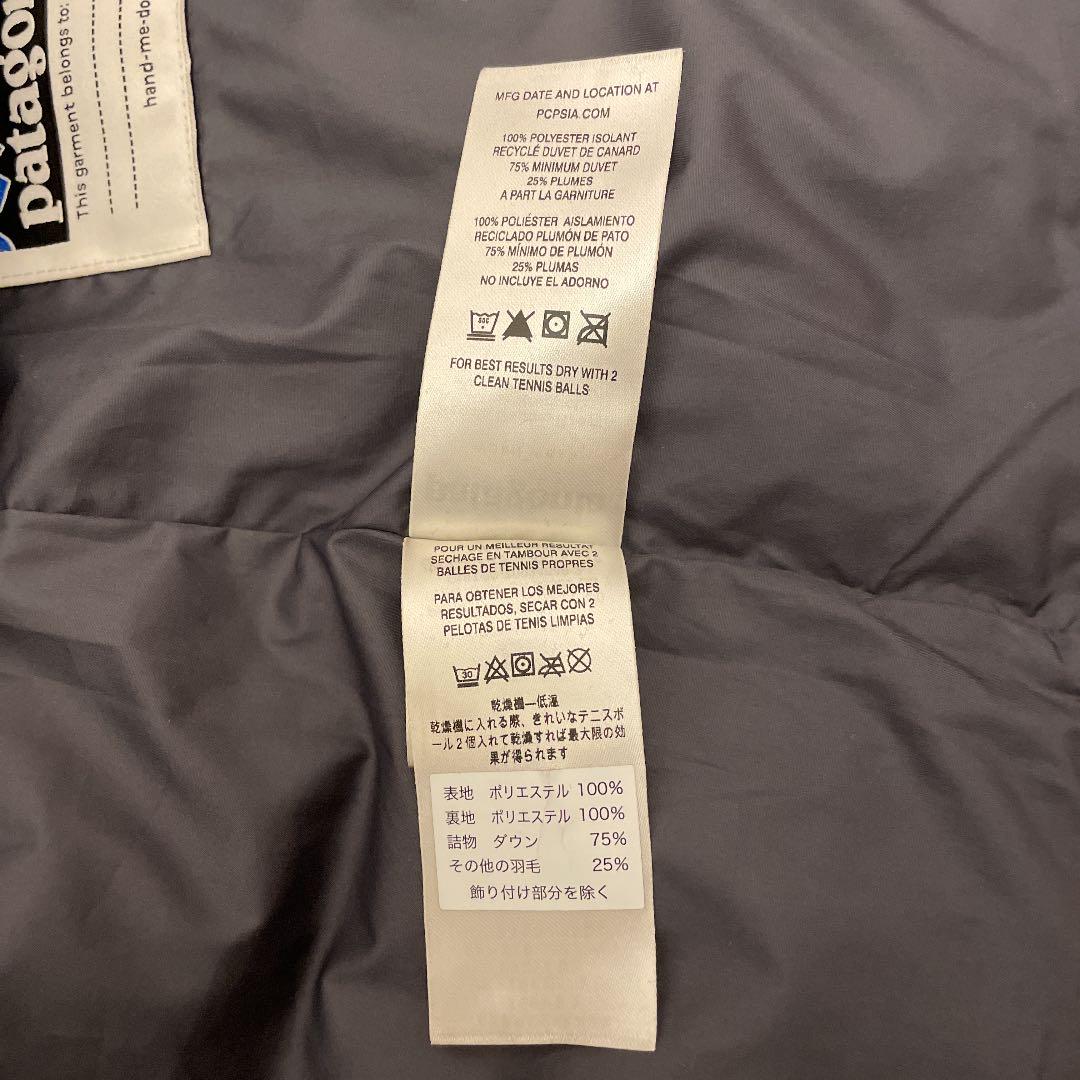 patago
This garment belongs to:
hand-me-do
MFG DATE AND LOCATION AT
PCPSIA.COM
100% POLYESTER ISOLANT
RECYCLÉ DUVET DE CANARD
75% MINIMUM DUVET
25% PLUMES
A PART LA GARNITURE
100% POLIÉSTER AISLAMIENTO
RECICLADO PLUMÓN DE PATO
75% MÍNIMO DE PLUMÓN
25% PLUMAS
NO INCLUYE EL ADORNO
30C
FOR BEST RESULTS DRY WITH 2
CLEAN TENNIS BALLS
POUR UN MEILLEUR RÉSULTAT
SECHAGE EN TAMBOUR AVEC 2
BALLES DE TENNIS PROPRES
PARA OBTENER LOS MEJORES
RESULTADOS, SECAR CON 2
PELOTAS DE TENIS LIMPIAS
30
乾燥機—低温
乾燥機に入れる際、きれいなテニスボ
ール2個入れて乾燥すれば最大限の効
果が得られます
表地 ポリエステル 100%
裏地 ポリエステル 100%
詰物 ダウン 75%
その他の羽毛 25%
飾り付け部分を除く